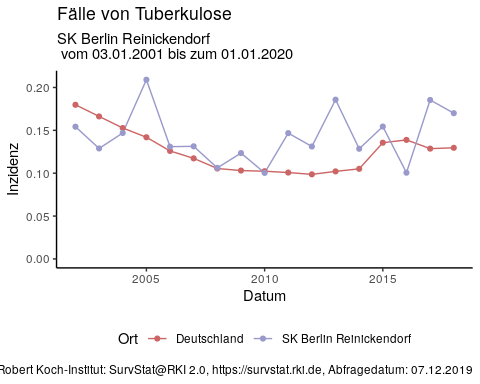 Fälle von Tuberkulose
SK Berlin Reinickendorf
vom 03.01.2001 bis zum 01.01.2020
Inzidenz
0.20
0.15
0.10
0.05
0.00
2005
2010
2015
Datum
Ort
Deutschland
SK Berlin Reinickendorf
Robert Koch-Institut: SurvStat@RKI 2.0, https://survstat.rki.de, Abfragedatum: 07.12.2019